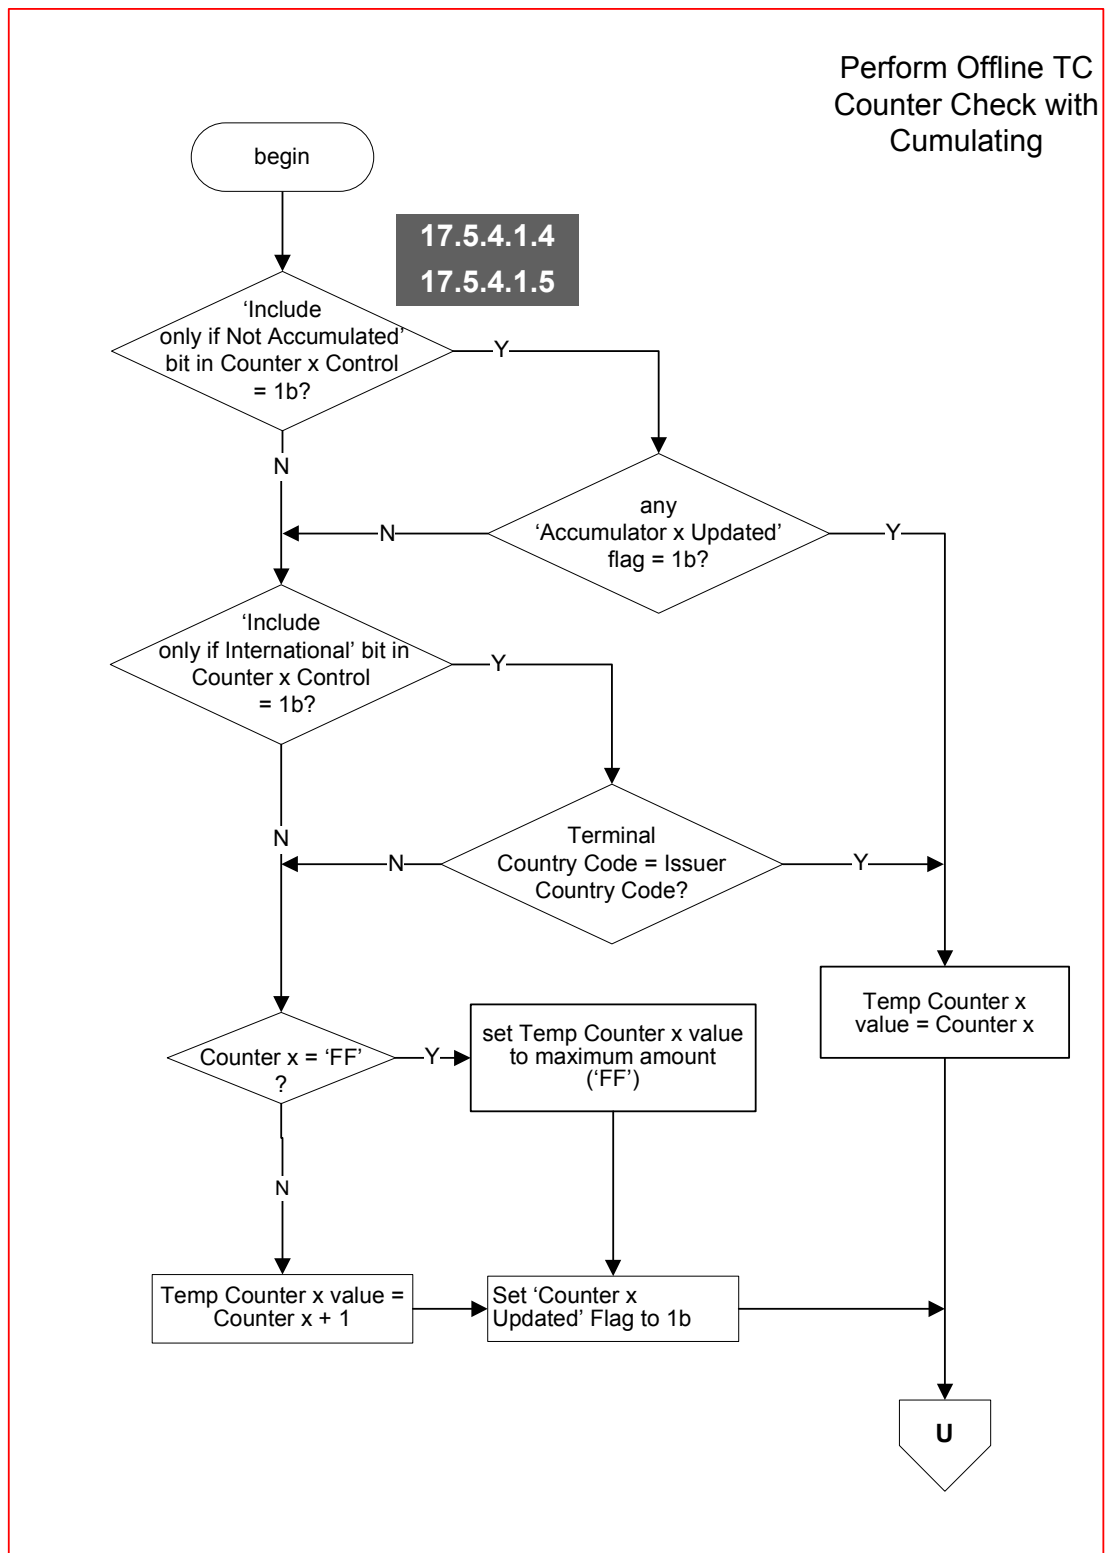 Perform Offline TC
Counter Check with
Cumulating
begin
17.5.4.1.4
17.5.4.1.5
‘Include
only if Not Accumulated’
bit in Counter x Control
= 1b?
Y
N
any
‘Accumulator x Updated’
flag = 1b?
N
Y
‘Include
only if International’ bit in
Counter x Control
= 1b?
Y
N
Terminal
Country Code = Issuer
Country Code?
N
Y
Temp Counter x
value = Counter x
Counter x = ‘FF’
?
Y
set Temp Counter x value
to maximum amount
(‘FF’)
N
Temp Counter x value =
Counter x + 1
Set ‘Counter x
Updated’ Flag to 1b
U